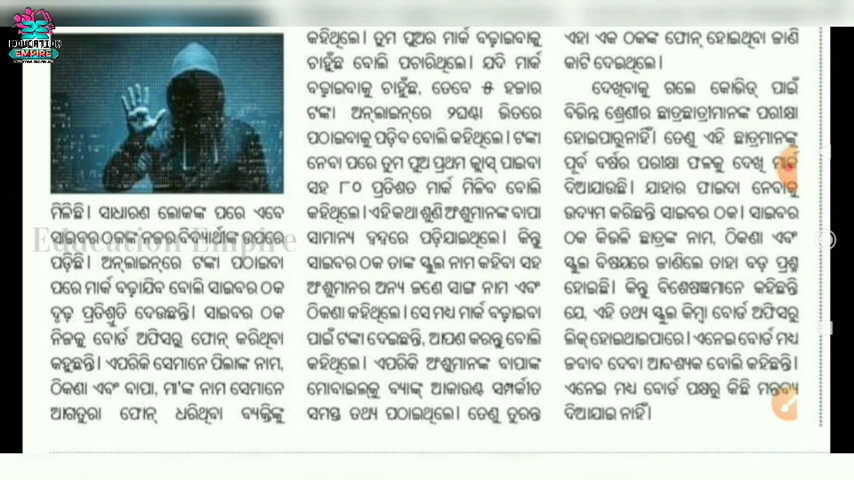 EDUCATION
EMPIRE
ମିଳିଛି। ସାଧାରଣ ଲୋକଙ୍କ ପରେ ଏବେ
ସାଇବର ଠକଙ୍କ ନଜର ବିଦ୍ୟାର୍ଥୀଙ୍କ ଉପରେ
ପଡ଼ିଛି। ଅନ୍‌ଲାଇନ୍‌ରେ ଟଙ୍କା ପଠାଇବା
ପରେ ମାର୍କ ବଢ଼ାଯିବ ବୋଲି ସାଇବର ଠକ
ଦୃଢ଼ ପ୍ରତିଶ୍ରୁତି ଦେଉଛନ୍ତି। ସାଇବର ଠକ
ନିଜକୁ ବୋର୍ଡ ଅଫିସରୁ ଫୋନ୍ କରିଥିବା
କହୁଛନ୍ତି। ଏପରିକି ସେମାନେ ପିଲାଙ୍କ ନାମ,
ଠିକଣା ଏବଂ ବାପା, ମା'ଙ୍କ ନାମ ସେମାନେ
ଆଗତୁରା ଫୋନ୍ ଧରିଥିବା ବ୍ୟକ୍ତିଙ୍କୁ
କହିଥିଲେ। ତୁମ ପୁଅର ମାର୍କ ବଢ଼ାଇବାକୁ
ଚାହୁଁଛ ବୋଲି ପଚାରିଥିଲେ। ଯଦି ମାର୍କ
ବଢ଼ାଇବାକୁ ଚାହୁଁଛ, ତେବେ ୫ ହଜାର
ଟଙ୍କା ଅନ୍‌ଲାଇନ୍‌ରେ ୨ଘଣ୍ଟା ଭିତରେ
ପଠାଇବାକୁ ପଡ଼ିବ ବୋଲି କହିଥିଲେ। ଟଙ୍କା
ନେବା ପରେ ତୁମ ପୁଅ ପ୍ରଥମ କ୍ଲାସ୍ ପାଇବା
ସହ ୮୦ ପ୍ରତିଶତ ମାର୍କ ମିଳିବ ବୋଲି
କହିଥିଲେ। ଏହି କଥା ଶୁଣି ଅଂଶୁମାନଙ୍କ ବାପା
ସାମାନ୍ୟ ଦ୍ୱନ୍ଦ୍ୱରେ ପଡ଼ିଯାଇଥିଲେ। କିନ୍ତୁ
ସାଇବର ଠକ ତାଙ୍କ ସ୍କୁଲ ନାମ କହିବା ସହ
ଅଂଶୁମାନର ଅନ୍ୟ ଜଣେ ସାଙ୍ଗ ନାମ ଏବଂ
ଠିକଣା କହିଥିଲେ। ସେ ମଧ୍ୟ ମାର୍କ ବଢ଼ାଇବା
ପାଇଁ ଟଙ୍କା ଦେଇଛନ୍ତି, ଆପଣ କରନ୍ତୁ ବୋଲି
କହିଥିଲେ। ଏପରିକି ଅଂଶୁମାନଙ୍କ ବାପାଙ୍କ
ମୋବାଇଲ୍‌କୁ ବ୍ୟାଙ୍କ୍ ଆକାଉଣ୍ଟ ସମ୍ପର୍କୀତ
ସମସ୍ତ ତଥ୍ୟ ପଠାଇଥିଲେ। ତେଣୁ ତୁରନ୍ତ
ଏହା ଏକ ଠକଙ୍କ ଫୋନ୍ ହୋଇଥିବା ଜାଣି
କାଟି ଦେଇଥିଲେ।
ଦେଖିବାକୁ ଗଲେ କୋଭିଡ୍ ପାଇଁ
ବିଭିନ୍ନ ଶ୍ରେଣୀର ଛାତ୍ରଛାତ୍ରୀମାନଙ୍କ ପରୀକ୍ଷା
ହୋଇପାରୁନାହିଁ। ତେଣୁ ଏହି ଛାତ୍ରମାନଙ୍କୁ
ପୂର୍ବ ବର୍ଷର ପରୀକ୍ଷା ଫଳକୁ ଦେଖି ମାର୍କ
ଦିଆଯାଉଛି। ଯାହାର ଫାଇଦା ନେବାକୁ
ଉଦ୍ୟମ କରିଛନ୍ତି ସାଇବର ଠକ। ସାଇବର
ଠକ କିଭଳି ଛାତ୍ରଙ୍କ ନାମ, ଠିକଣା ଏବଂ
ସ୍କୁଲ ବିଷୟରେ ଜାଣିଲେ ତାହା ବଡ଼ ପ୍ରଶ୍ନ
ହୋଇଛି। କିନ୍ତୁ ବିଶେଷଜ୍ଞମାନେ କହିଛନ୍ତି
ଯେ, ଏହି ତଥ୍ୟ ସ୍କୁଲ କିମ୍ବା ବୋର୍ଡ ଅଫିସରୁ
ଲିକ୍ ହୋଇଥାଇପାରେ। ଏନେଇ ବୋର୍ଡ ମଧ୍ୟ
ଜବାବ ଦେବା ଆବଶ୍ୟକ ବୋଲି କହିଛନ୍ତି।
ଏନେଇ ମଧ୍ୟ ବୋର୍ଡ ପକ୍ଷରୁ କିଛି ମନ୍ତବ୍ୟ
ଦିଆଯାଇ ନାହିଁ।
Education Empire